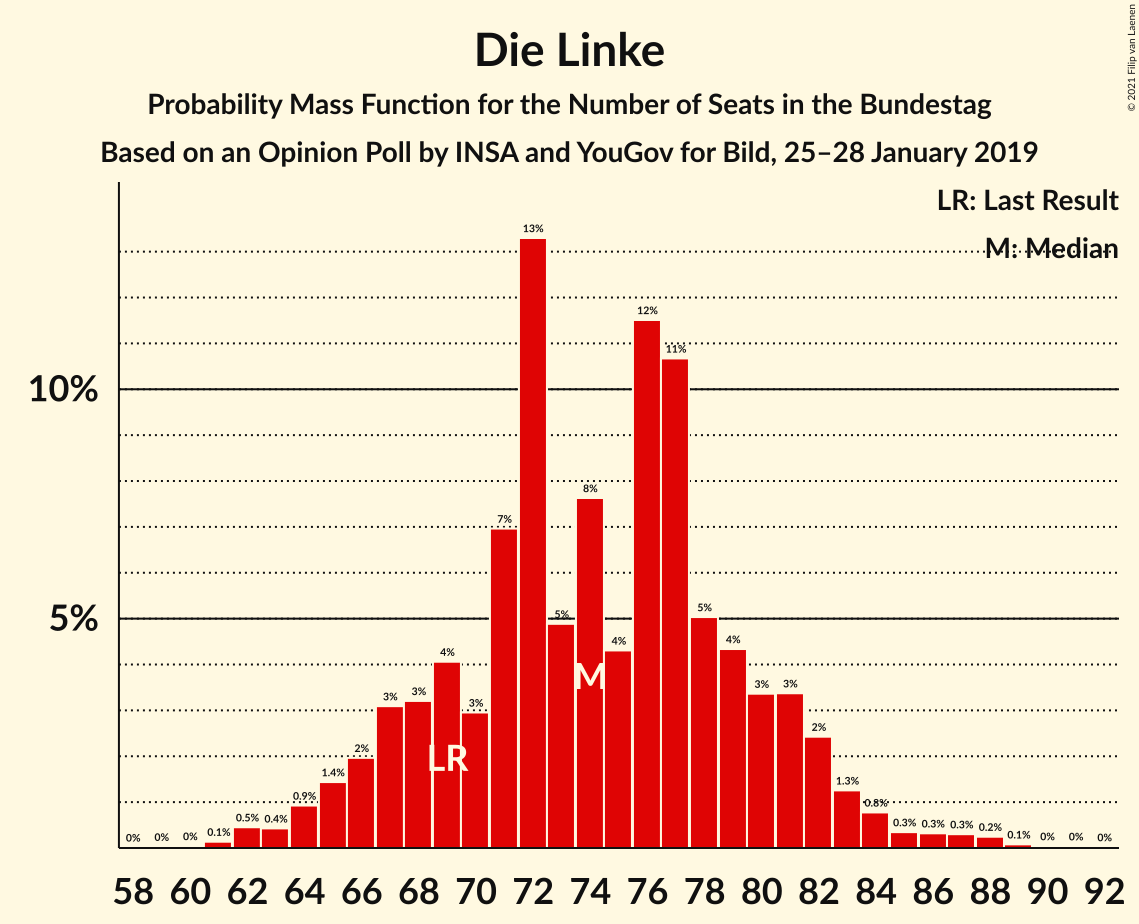 Die Linke
Probability Mass Function for the Number of Seats in the Bundestag
Based on an Opinion Poll by INSA and YouGov for Bild, 25–28 January 2019
© 2021 Filip van Laenen
LR: Last Result
M: Median
10%
5%
0% 0% 0% 0.1% 0.5% 0.4% 0.9% 1.4% 2% 3% 3% 4% 3% 7% 13% 5% 8% 4% 12% 11% 5% 4% 3% 3% 2% 1.3% 0.8% 0.3% 0.3% 0.3% 0.2% 0.1% 0% 0% 0%
LR
M
58 60 62 64 66 68 70 72 74 76 78 80 82 84 86 88 90 92